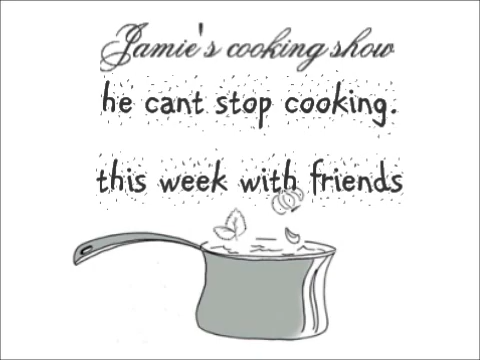 Jamie's cooking show
he cant stop cooking.
this week with friends